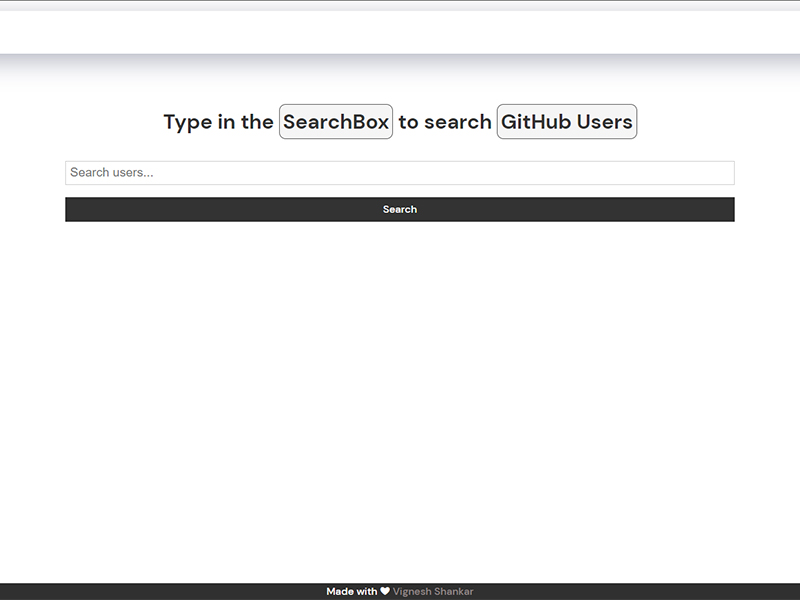 Type in the SearchBox to search GitHub Users
Search users...
Search
Made with ♥ Vignesh Shankar